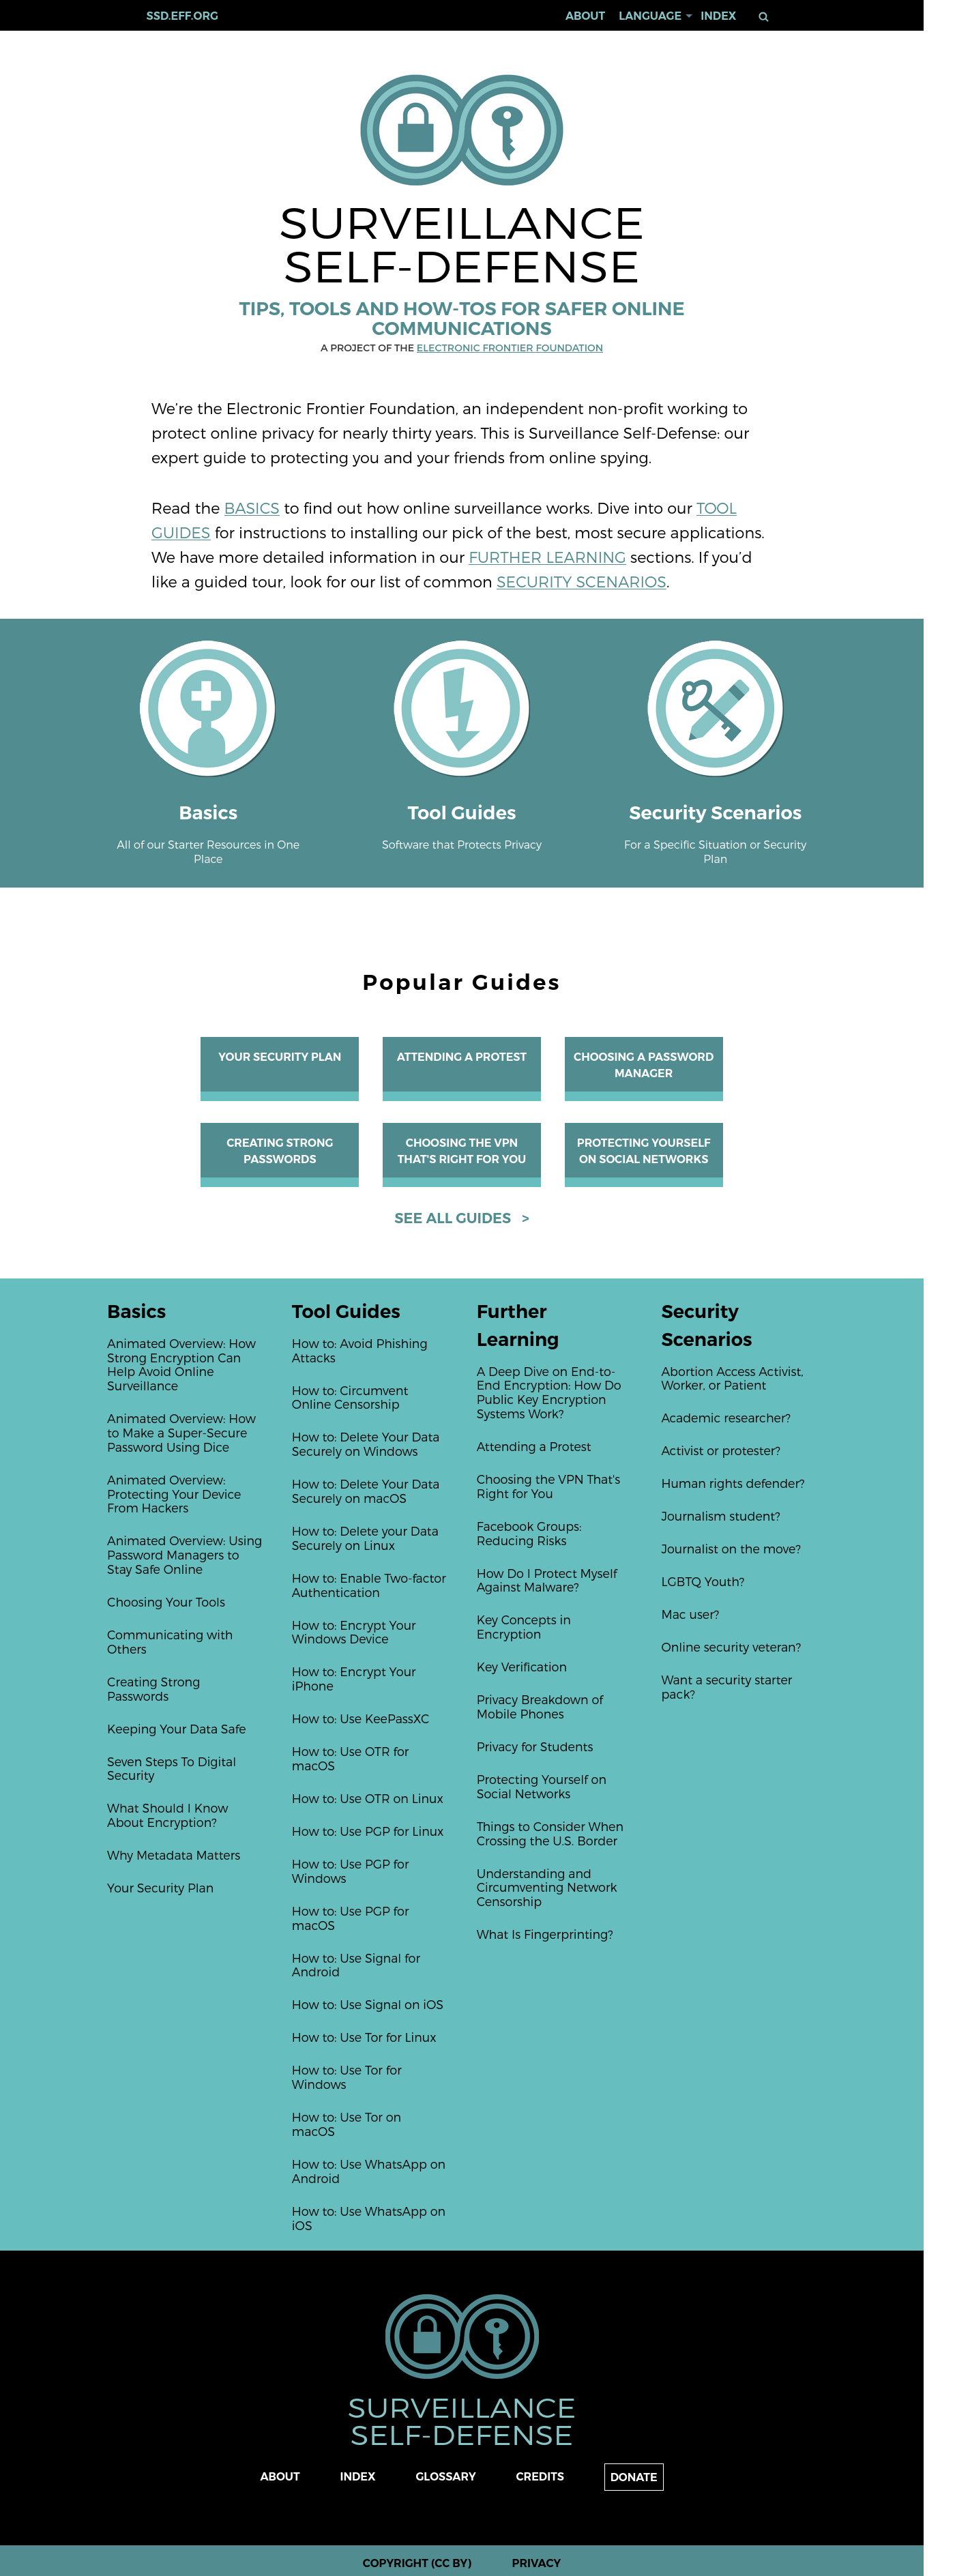 SSD.EFF.ORG
ABOUT
LANGUAGE
INDEX
SURVEILLANCE
SELF-DEFENSE
TIPS, TOOLS AND HOW-TOS FOR SAFER ONLINE
COMMUNICATIONS
A PROJECT OF THE ELECTRONIC FRONTIER FOUNDATION
We’re the Electronic Frontier Foundation, an independent non-profit working to
protect online privacy for nearly thirty years. This is Surveillance Self-Defense: our
expert guide to protecting you and your friends from online spying.
Read the BASICS to find out how online surveillance works. Dive into our TOOL
GUIDES for instructions to installing our pick of the best, most secure applications.
We have more detailed information in our FURTHER LEARNING sections. If you’d
like a guided tour, look for our list of common SECURITY SCENARIOS.
Basics
All of our Starter Resources in One
Place
Tool Guides
Software that Protects Privacy
Security Scenarios
For a Specific Situation or Security
Plan
Popular Guides
YOUR SECURITY PLAN
ATTENDING A PROTEST
CHOOSING A PASSWORD
MANAGER
CREATING STRONG
PASSWORDS
CHOOSING THE VPN
THAT'S RIGHT FOR YOU
PROTECTING YOURSELF
ON SOCIAL NETWORKS
SEE ALL GUIDES >
Basics
Animated Overview: How
Strong Encryption Can
Help Avoid Online
Surveillance
Animated Overview: How
to Make a Super-Secure
Password Using Dice
Animated Overview:
Protecting Your Device
From Hackers
Animated Overview: Using
Password Managers to
Stay Safe Online
Choosing Your Tools
Communicating with
Others
Creating Strong
Passwords
Keeping Your Data Safe
Seven Steps To Digital
Security
What Should I Know
About Encryption?
Why Metadata Matters
Your Security Plan
Tool Guides
How to: Avoid Phishing
Attacks
How to: Circumvent
Online Censorship
How to: Delete Your Data
Securely on Windows
How to: Delete Your Data
Securely on macOS
How to: Delete your Data
Securely on Linux
How to: Enable Two-factor
Authentication
How to: Encrypt Your
Windows Device
How to: Encrypt Your
iPhone
How to: Use KeePassXC
How to: Use OTR for
macOS
How to: Use OTR on Linux
How to: Use PGP for Linux
How to: Use PGP for
Windows
How to: Use PGP for
macOS
How to: Use Signal for
Android
How to: Use Signal on iOS
How to: Use Tor for Linux
How to: Use Tor for
Windows
How to: Use Tor on
macOS
How to: Use WhatsApp on
Android
How to: Use WhatsApp on
iOS
Further
Learning
A Deep Dive on End-to-
End Encryption: How Do
Public Key Encryption
Systems Work?
Attending a Protest
Choosing the VPN That's
Right for You
Facebook Groups:
Reducing Risks
How Do I Protect Myself
Against Malware?
Key Concepts in
Encryption
Key Verification
Privacy Breakdown of
Mobile Phones
Privacy for Students
Protecting Yourself on
Social Networks
Things to Consider When
Crossing the U.S. Border
Understanding and
Circumventing Network
Censorship
What Is Fingerprinting?
Security
Scenarios
Abortion Access Activist,
Worker, or Patient
Academic researcher?
Activist or protester?
Human rights defender?
Journalism student?
Journalist on the move?
LGBTQ Youth?
Mac user?
Online security veteran?
Want a security starter
pack?
SURVEILLANCE
SELF-DEFENSE
ABOUT
INDEX
GLOSSARY
CREDITS
DONATE
COPYRIGHT (CC BY)
PRIVACY